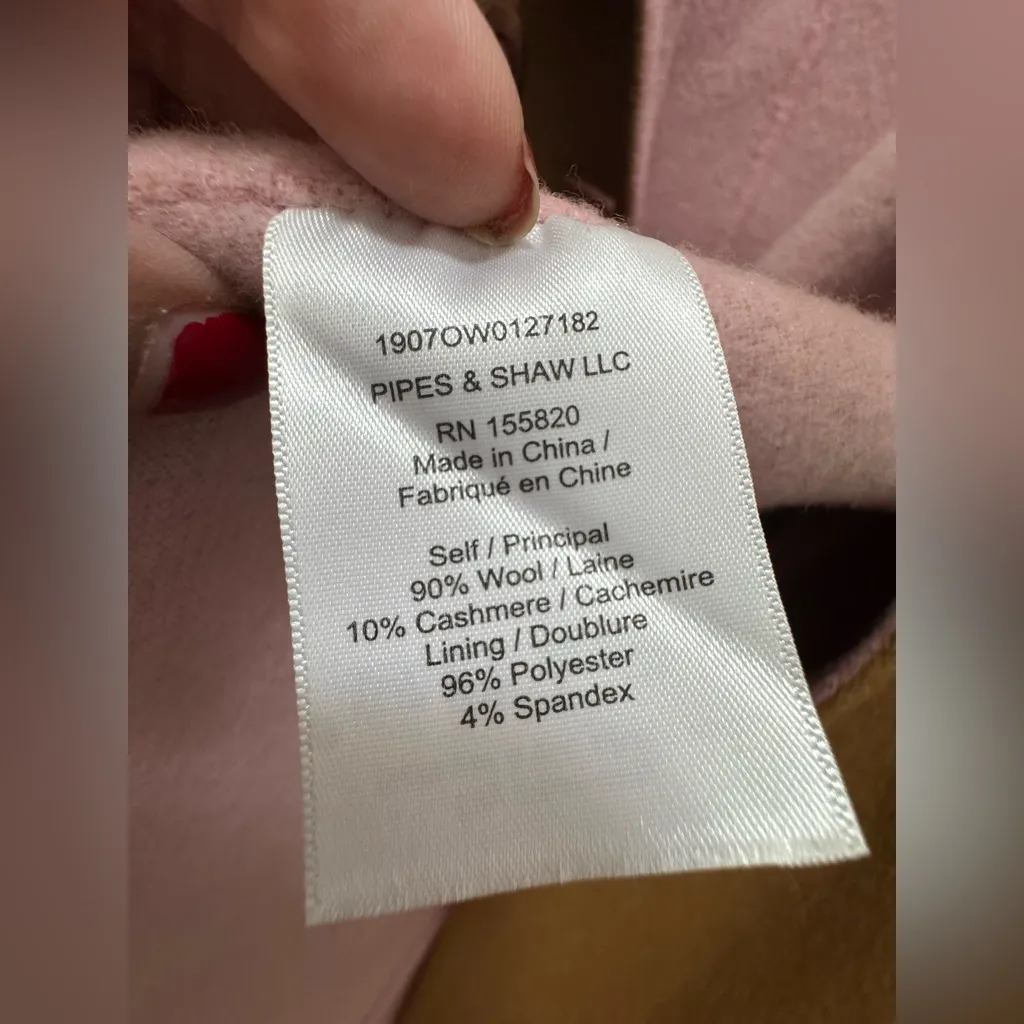 1907OW0127182
PIPES & SHAW LLC
RN 155820
Made in China /
Fabriqué en Chine
Self / Principal
90% Wool / Laine
10% Cashmere / Cachemire
Lining / Doublure
96% Polyester
4% Spandex